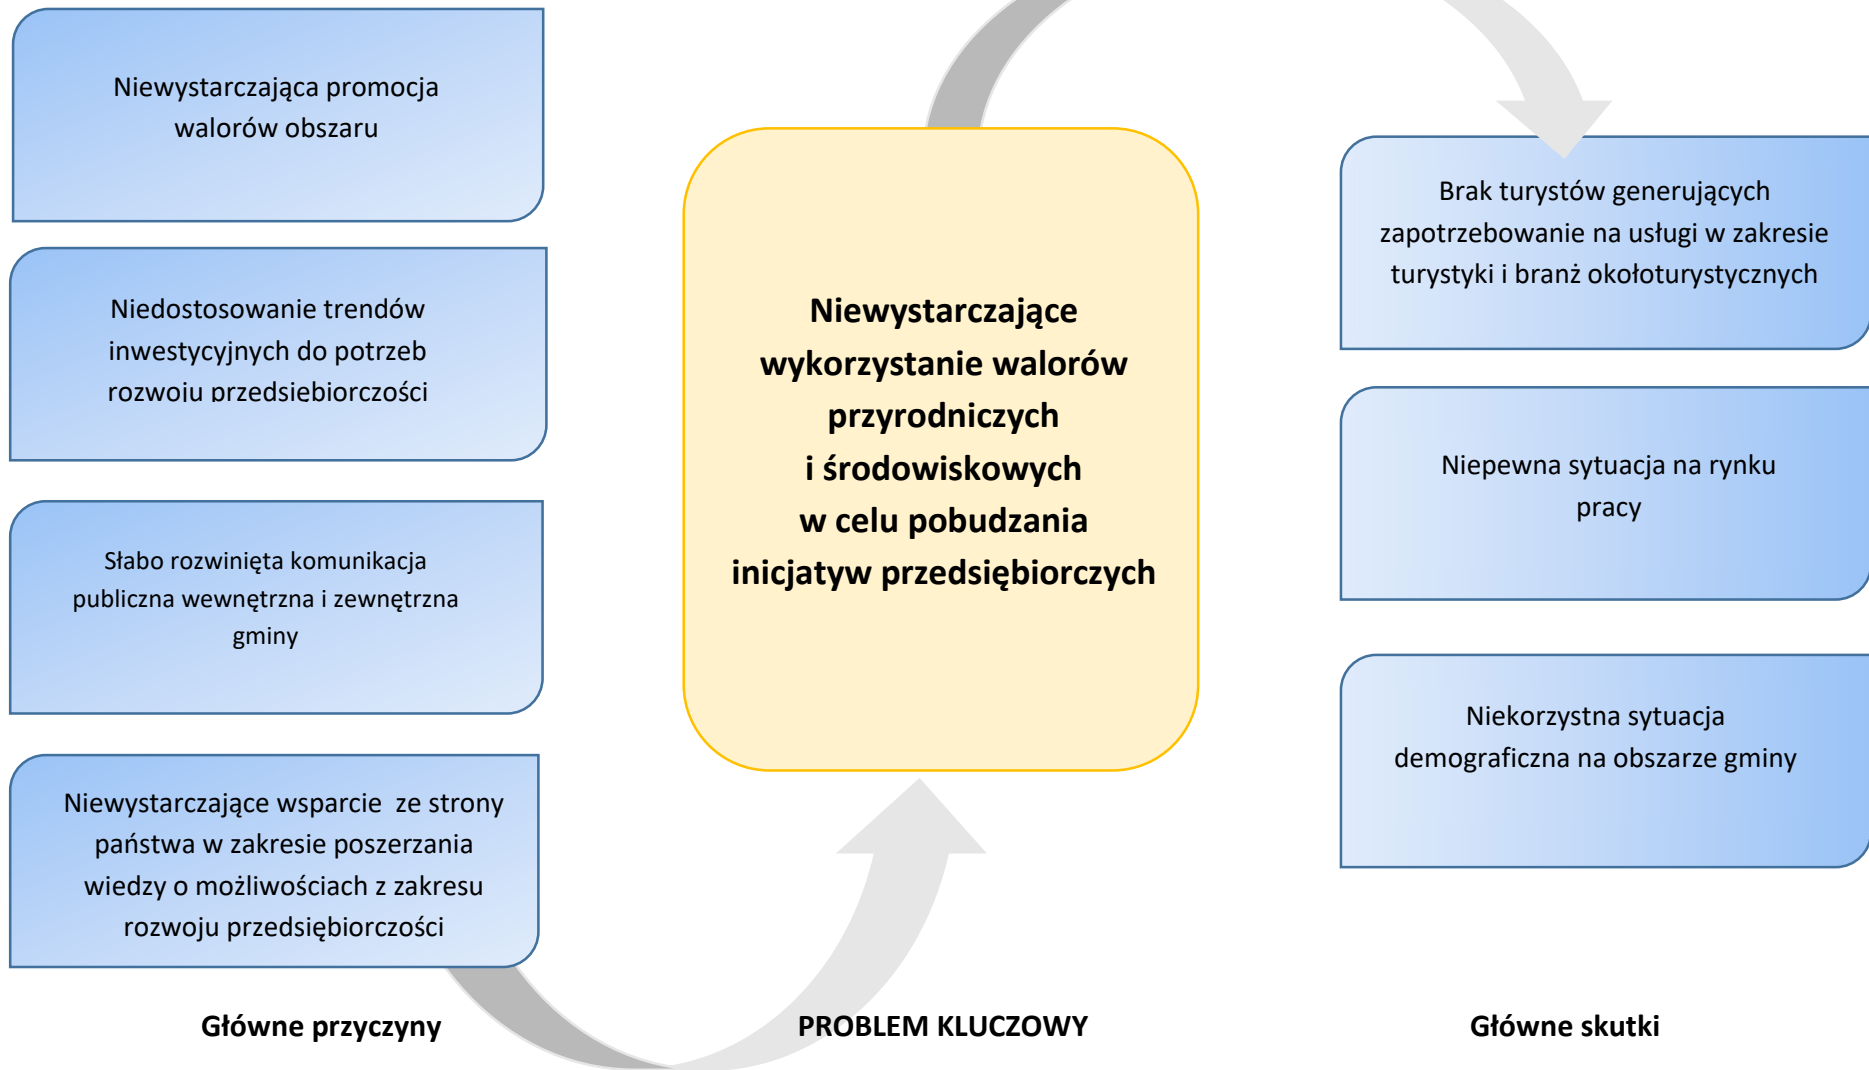 Niewystarczająca promocja
walorów obszaru
Niedostosowanie trendów
inwestycyjnych do potrzeb
rozwoju przedsiębiorczości
Słabo rozwinięta komunikacja
publiczna wewnętrzna i zewnętrzna
gminy
Niewystarczające wsparcie  ze strony
państwa w zakresie poszerzania
wiedzy o możliwościach z zakresu
rozwoju przedsiębiorczości
Główne przyczyny
Niewystarczające
wykorzystanie walorów
przyrodniczych
i środowiskowych
w celu pobudzania
inicjatyw przedsiębiorczych
PROBLEM KLUCZOWY
Brak turystów generujących
zapotrzebowanie na usługi w zakresie
turystyki i branż okołoturystycznych
Niepewna sytuacja na rynku
pracy
Niekorzystna sytuacja
demograficzna na obszarze gminy
Główne skutki